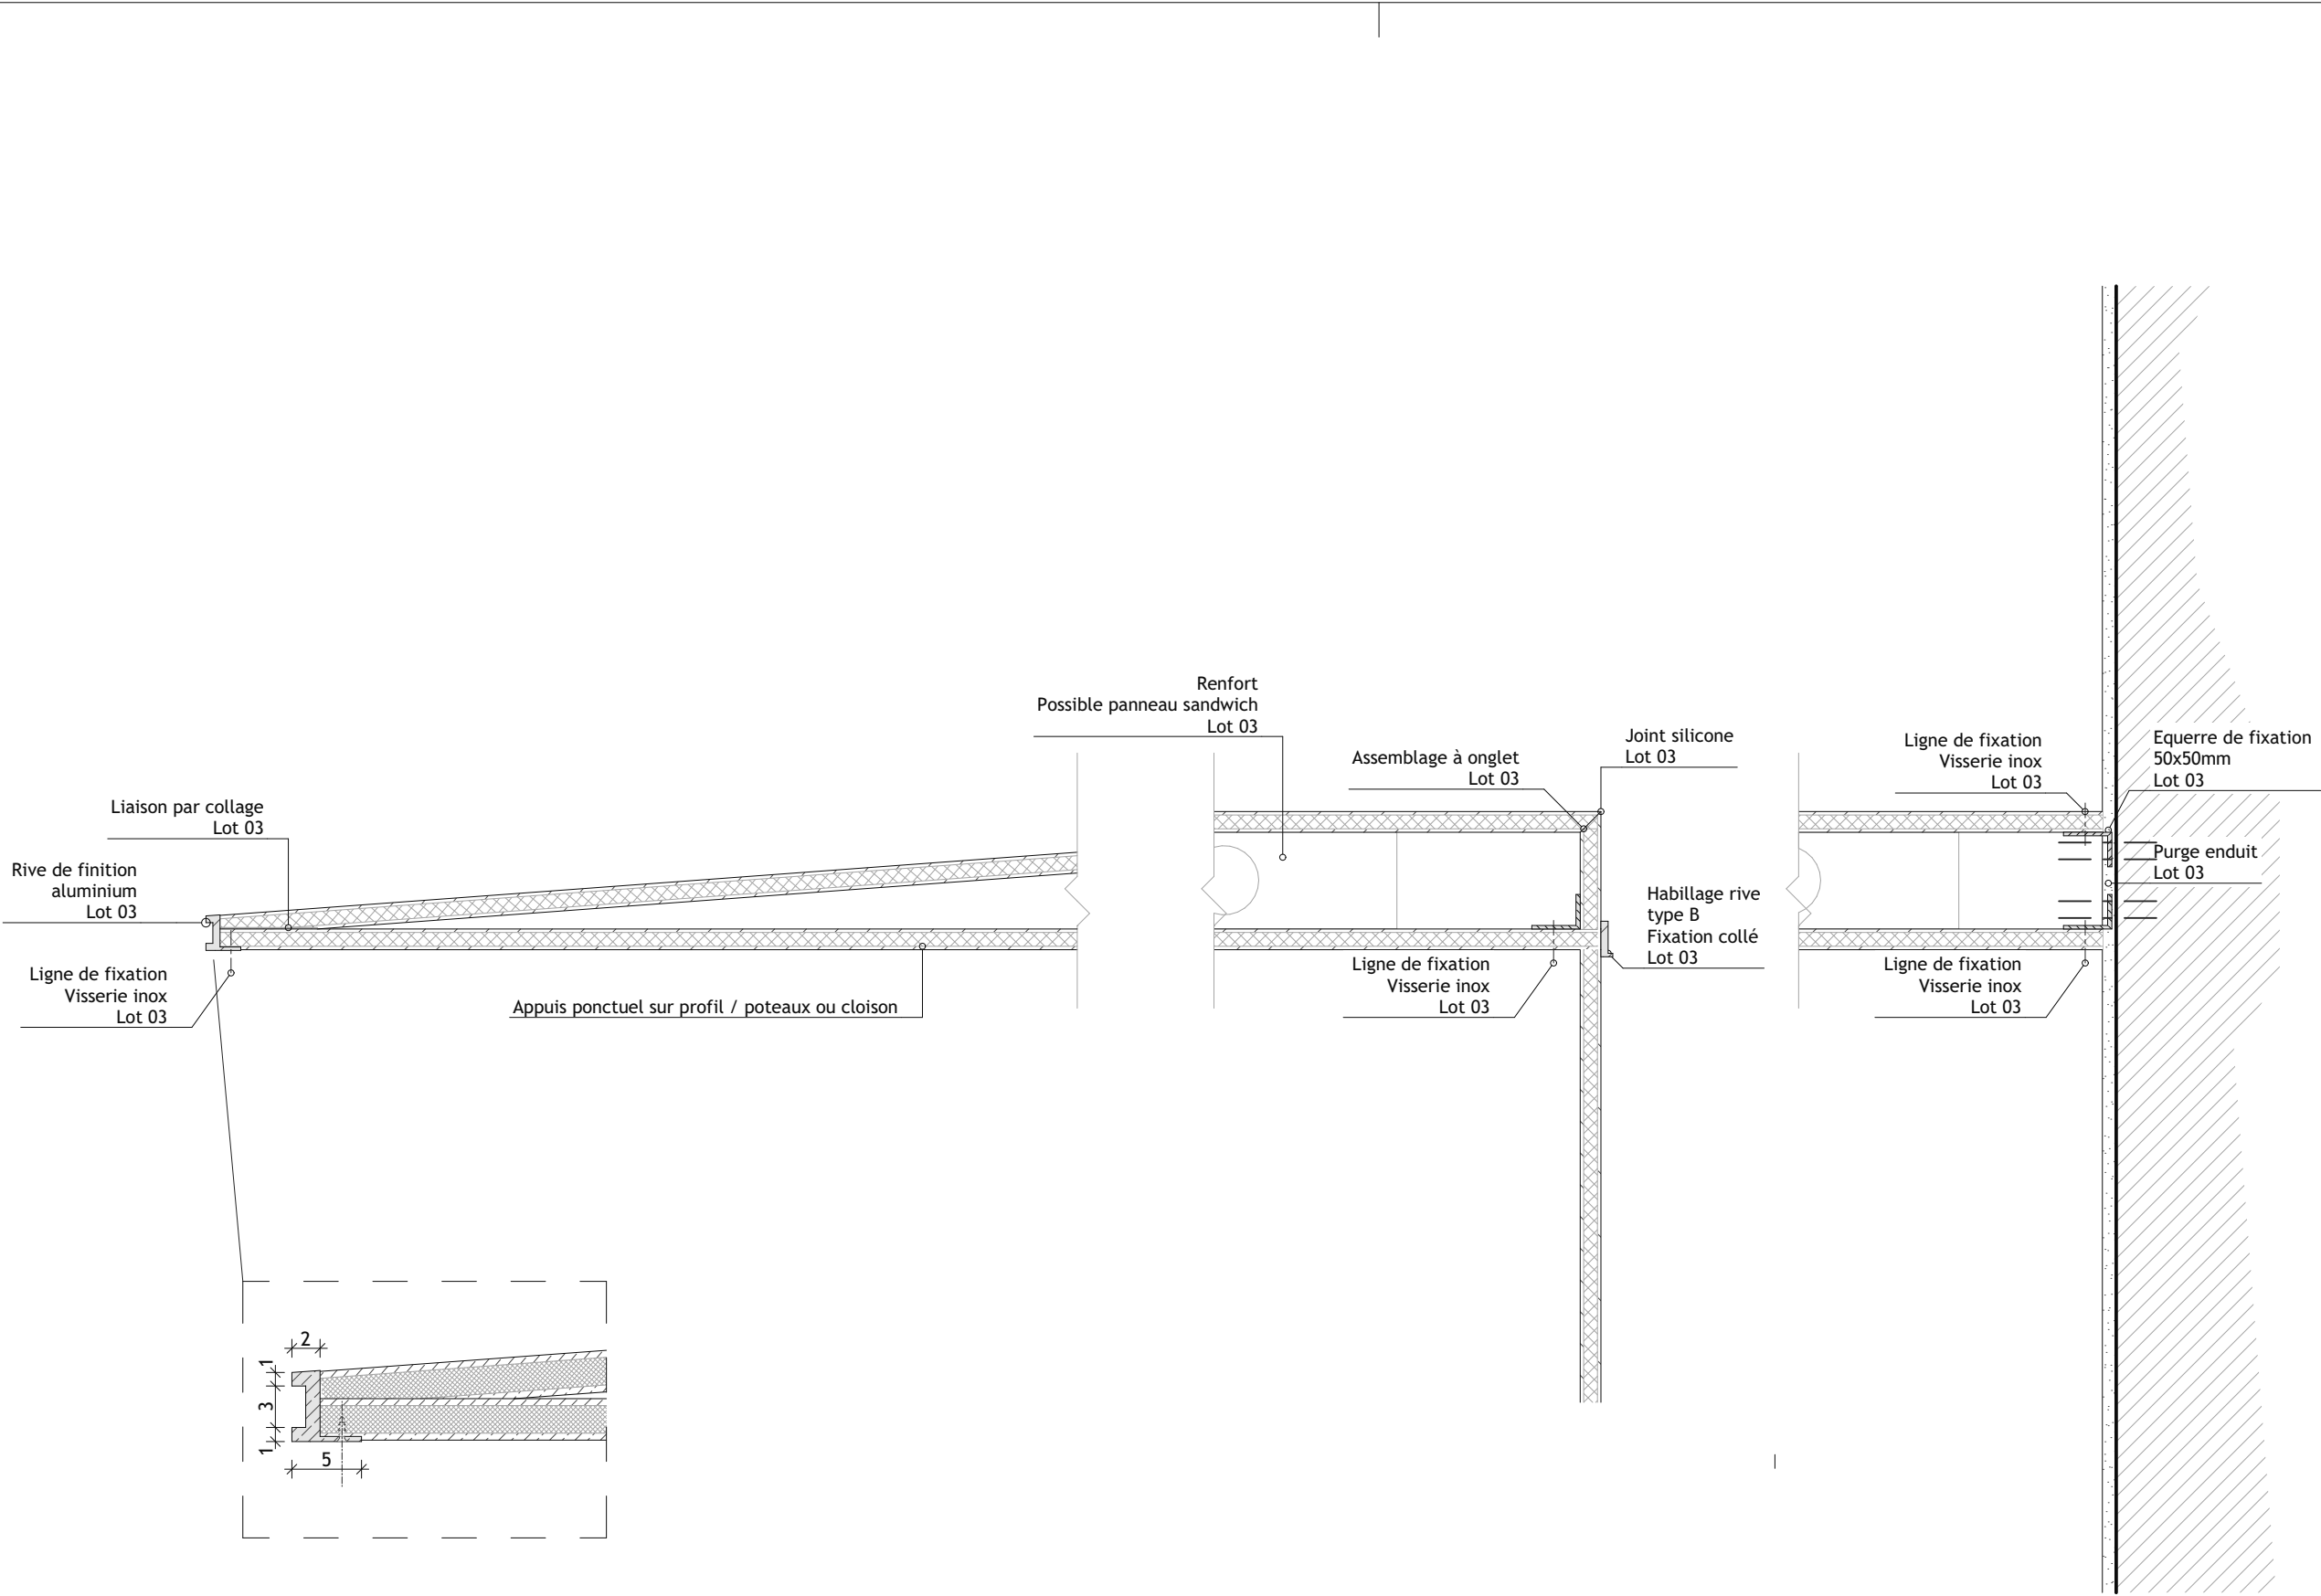 Renfort
Possible panneau sandwich
Lot 03
Joint silicone
Lot 03
Assemblage à onglet
Lot 03
Ligne de fixation
Visserie inox
Lot 03
Equerre de fixation
50x50mm
Lot 03
Liaison par collage
Lot 03
Rive de finition
aluminium
Lot 03
Purge enduit
Lot 03
Habillage rive
type B
Fixation collé
Lot 03
Ligne de fixation
Visserie inox
Lot 03
Appuis ponctuel sur profil / poteaux ou cloison
Ligne de fixation
Visserie inox
Lot 03
Ligne de fixation
Visserie inox
Lot 03
2
1
3
1
5